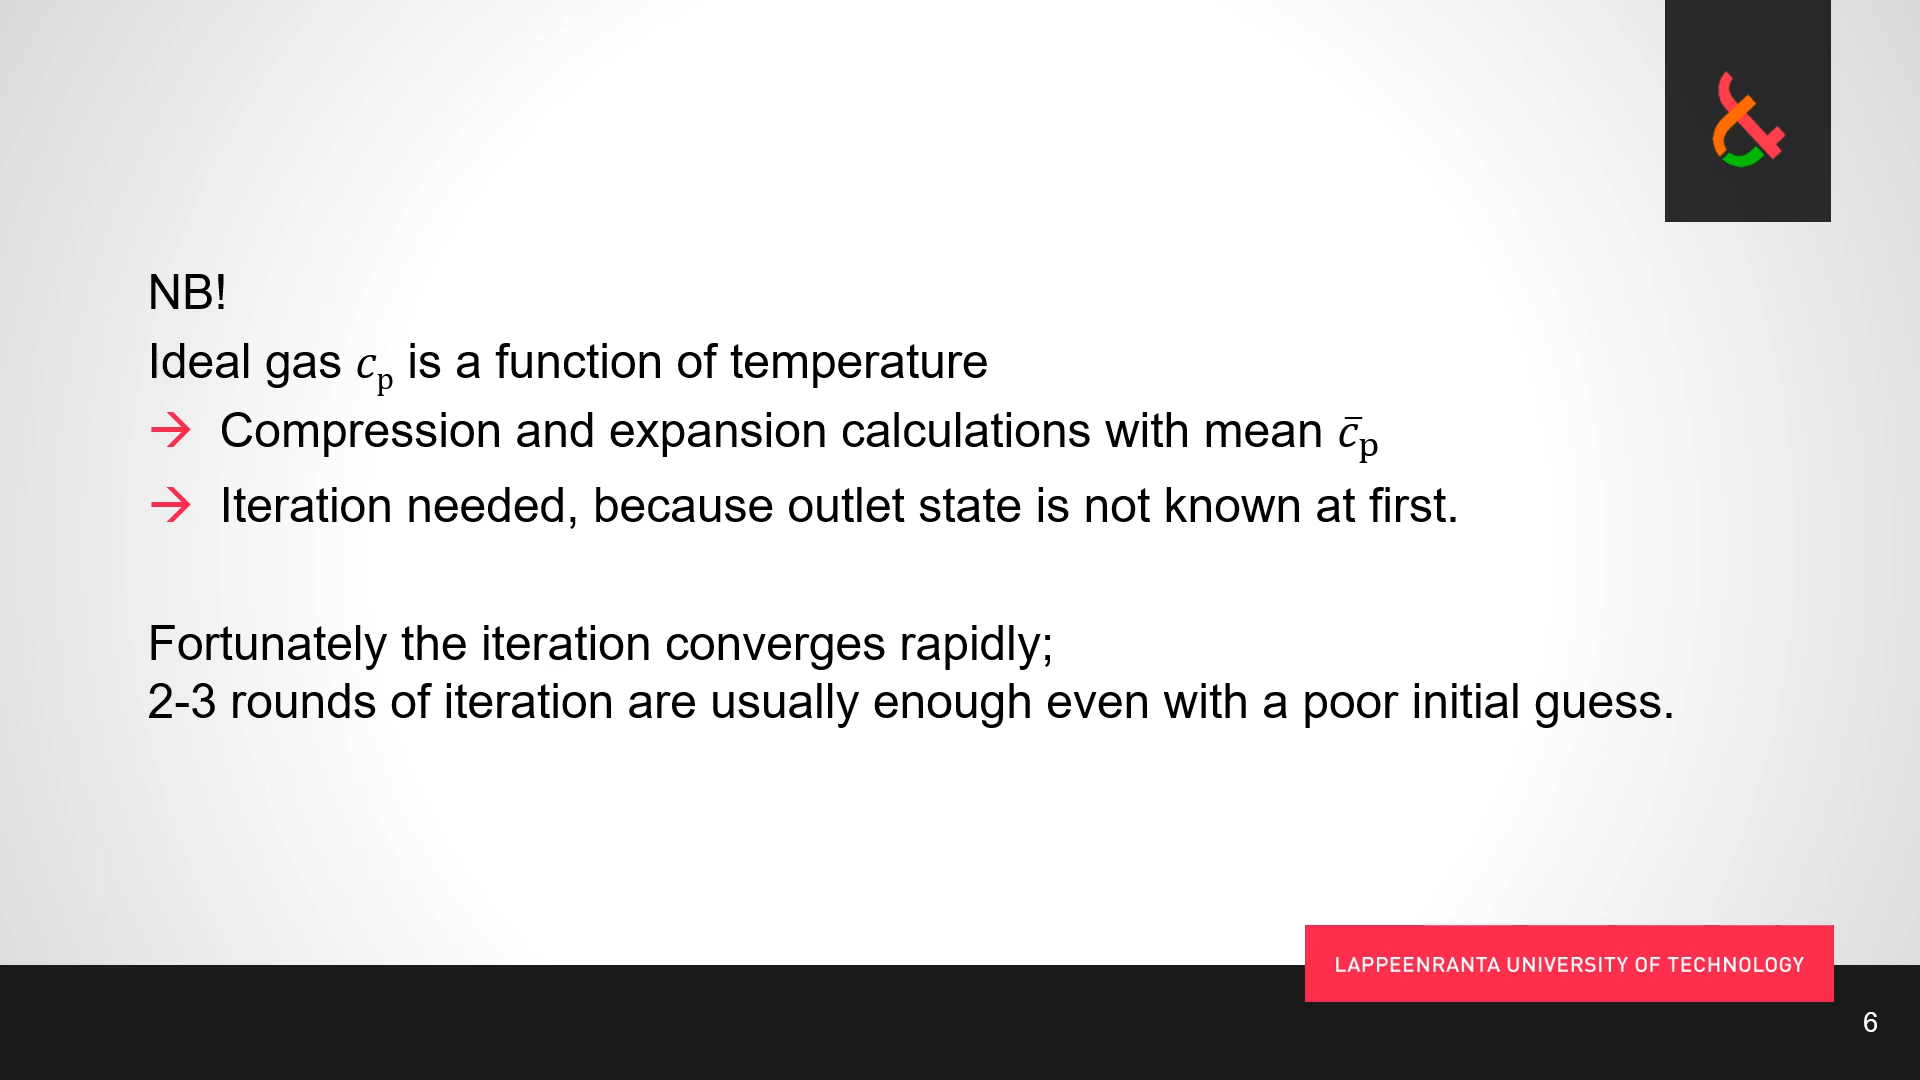 NB!
Ideal gas cₚ is a function of temperature
→ Compression and expansion calculations with mean c̄ₚ
→ Iteration needed, because outlet state is not known at first.
Fortunately the iteration converges rapidly;
2-3 rounds of iteration are usually enough even with a poor initial guess.
LAPPEENRANTA UNIVERSITY OF TECHNOLOGY
6